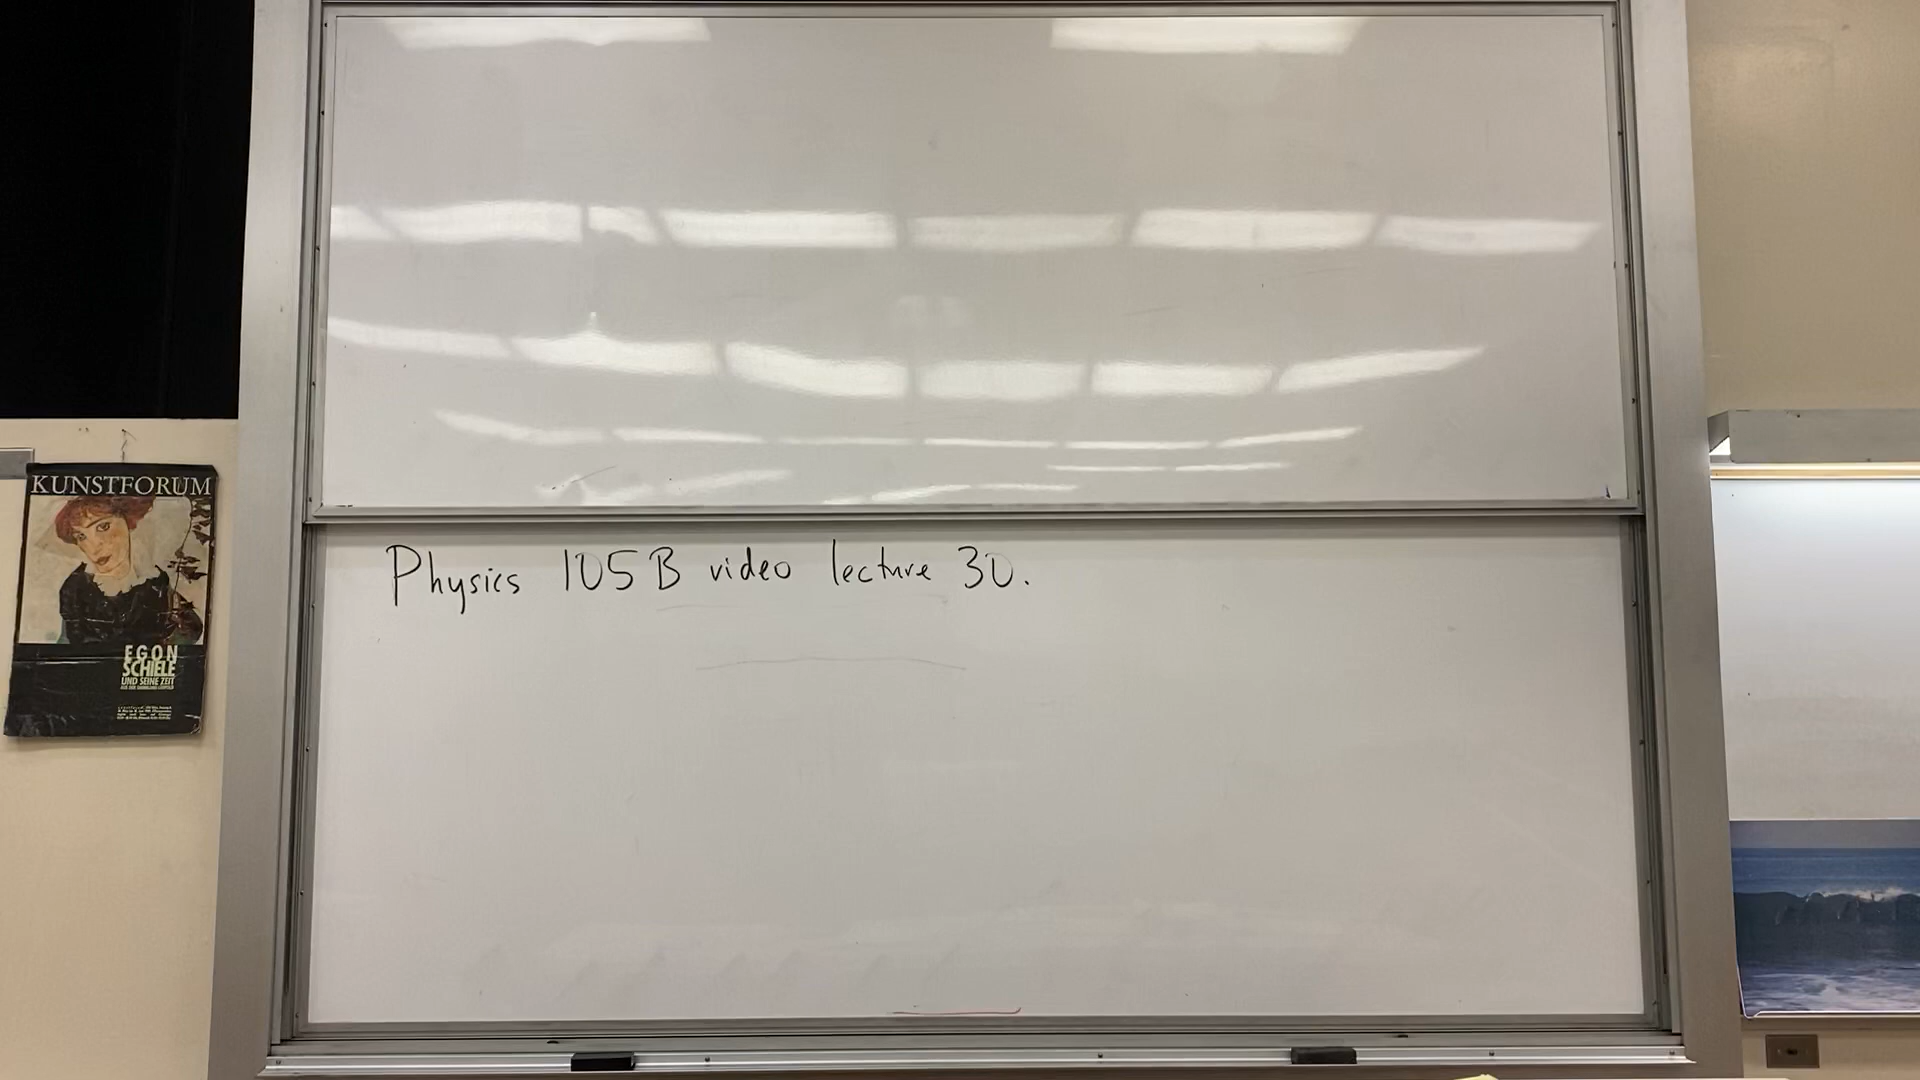 KUNSTFORUM
EGON
SCHIELE
UND SEINE ZEIT
Physics 105B video lecture 30.